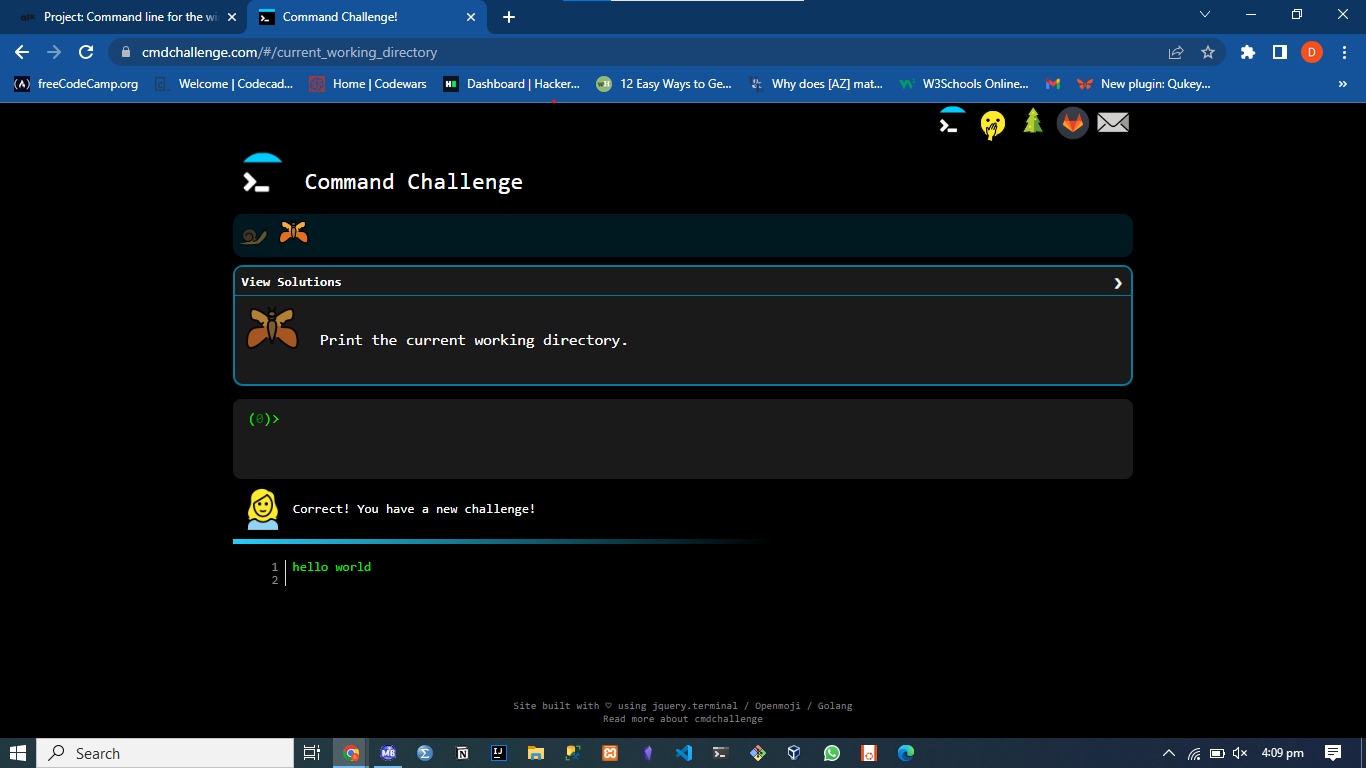 Project: Command line for the wi
Command Challenge!
cmdchallenge.com/#/current_working_directory
D
freeCodeCamp.org
Welcome | Codecad...
Home | Codewars
Dashboard | Hacker...
12 Easy Ways to Ge...
Why does [AZ] mat...
W3Schools Online...
New plugin: Qukey...
»
Command Challenge
View Solutions
Print the current working directory.
(0)>
Correct! You have a new challenge!
1 hello world
2
Site built with ♡ using jquery.terminal / Openmoji / Golang
Read more about cmdchallenge
Search
4:09 pm